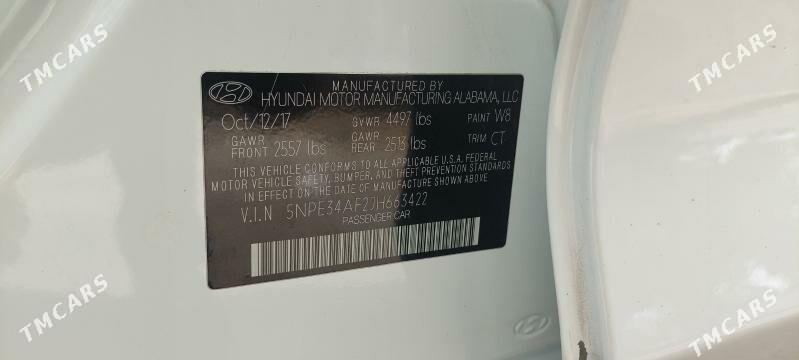 MANUFACTURED BY
HYUNDAI MOTOR MANUFACTURING ALABAMA, LLC
Oct/12/17 GVWR 4497 lbs PAINT W8
GAWR FRONT 2557 lbs GAWR REAR 2513 lbs TRIM CT
THIS VEHICLE CONFORMS TO ALL APPLICABLE U.S.A. FEDERAL
MOTOR VEHICLE SAFETY, BUMPER, AND THEFT PREVENTION STANDARDS
IN EFFECT ON THE DATE OF MANUFACTURE SHOWN ABOVE.
V.I.N 5NPE34AF2JH663422
PASSENGER CAR
TMCARS
TMCARS
TMCARS
TMCARS
TMCARS
TMCARS